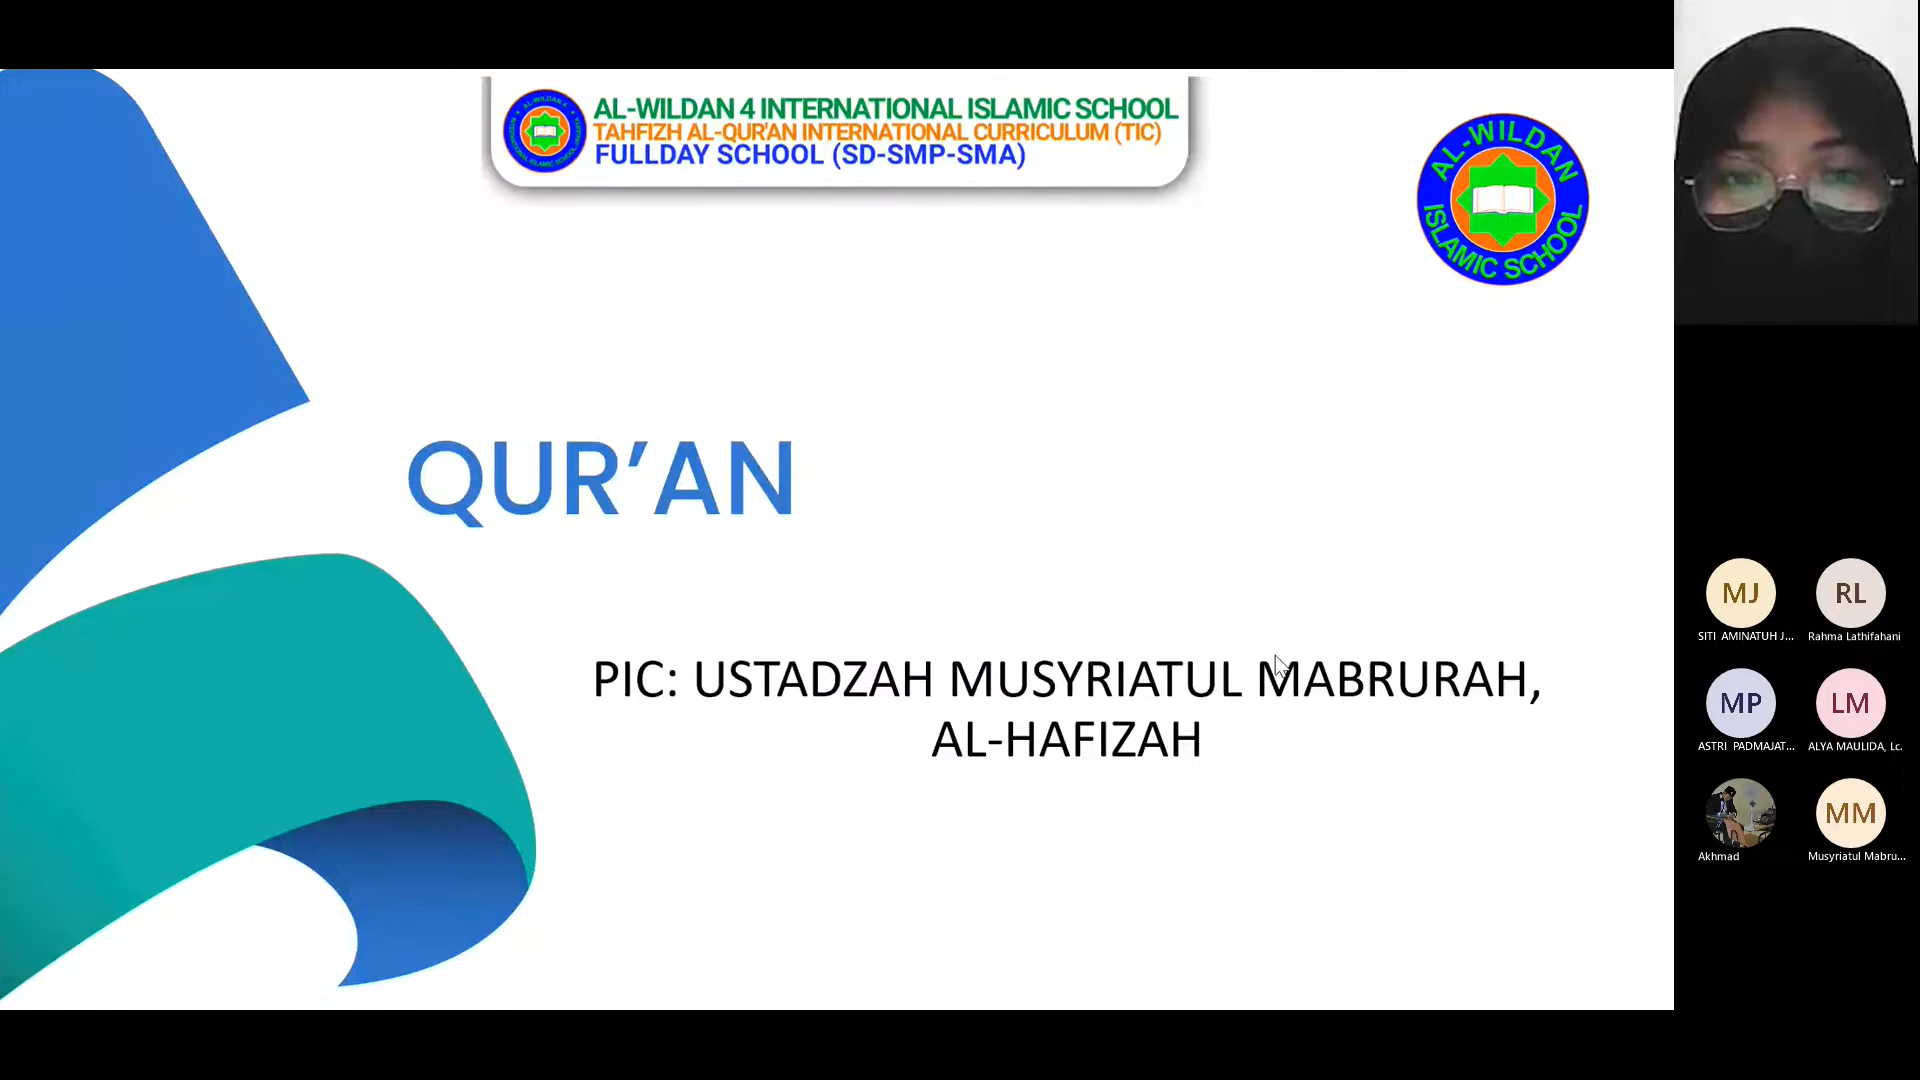 AL-WILDAN 4 INTERNATIONAL ISLAMIC SCHOOL
TAHFIZH AL-QUR'AN INTERNATIONAL CURRICULUM (TIC)
FULLDAY SCHOOL (SD-SMP-SMA)
AL-WILDAN
ISLAMIC SCHOOL
QUR’AN
PIC: USTADZAH MUSYRIATUL MABRURAH,
AL-HAFIZAH
MJ
RL
SITI AMINATUH J...
Rahma Lathifahani
MP
LM
ASTRI PADMAJAT...
ALYA MAULIDA, Lc.
MM
Akhmad
Musyriatul Mabru...